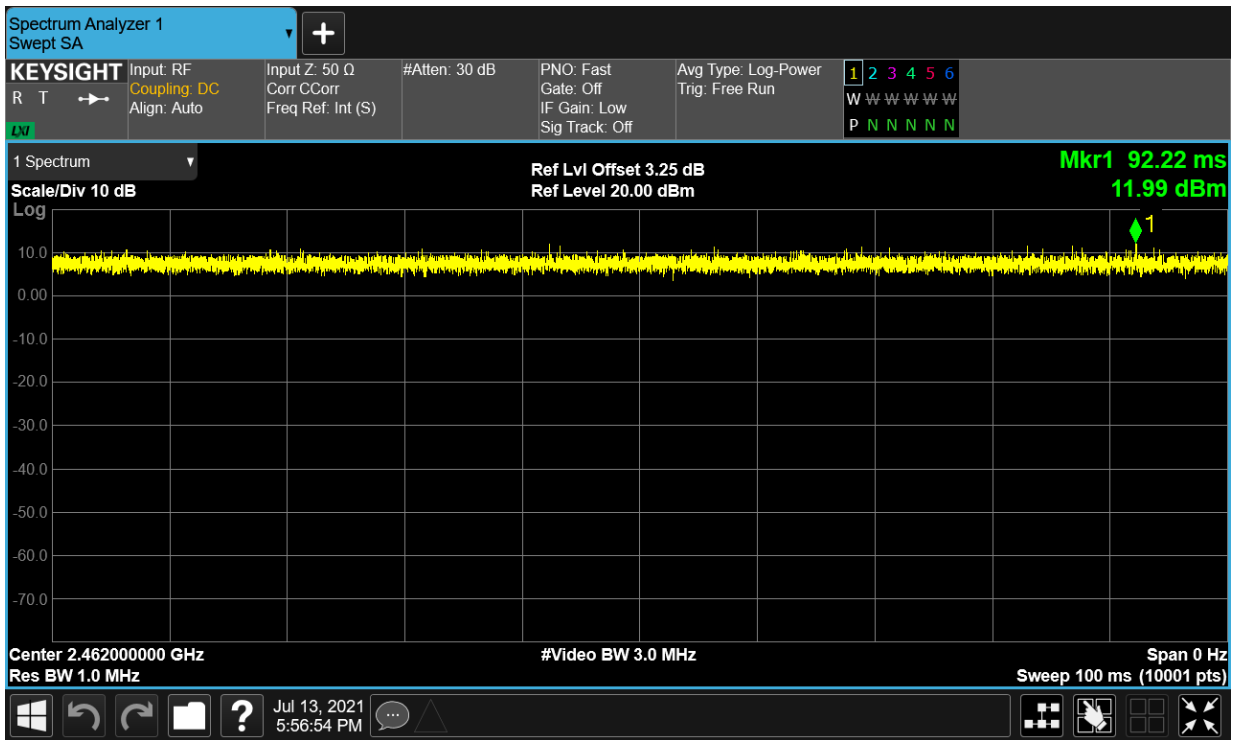 Spectrum Analyzer 1
Swept SA
+
KEYSIGHT
R T
LXI
Input: RF
Coupling: DC
Align: Auto
Input Z: 50 Ω
Corr CCorr
Freq Ref: Int (S)
#Atten: 30 dB
PNO: Fast
Gate: Off
IF Gain: Low
Sig Track: Off
Avg Type: Log-Power
Trig: Free Run
1 2 3 4 5 6
W W W W W W
P N N N N N
1 Spectrum
Scale/Div 10 dB
Log
Ref Lvl Offset 3.25 dB
Ref Level 20.00 dBm
Mkr1 92.22 ms
11.99 dBm
1
10.0
0.00
-10.0
-20.0
-30.0
-40.0
-50.0
-60.0
-70.0
Center 2.462000000 GHz
Res BW 1.0 MHz
#Video BW 3.0 MHz
Span 0 Hz
Sweep 100 ms (10001 pts)
?
Jul 13, 2021
5:56:54 PM